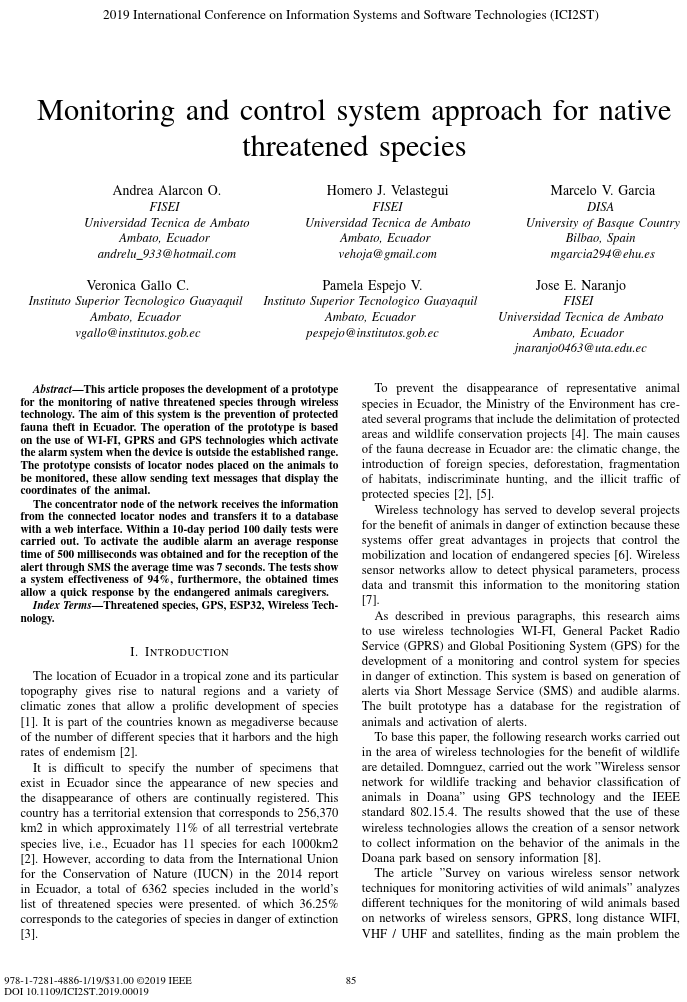 2019 International Conference on Information Systems and Software Technologies (ICI2ST)
Monitoring and control system approach for native
threatened species
Andrea Alarcon O.
FISEI
Universidad Tecnica de Ambato
Ambato, Ecuador
andrelu_933@hotmail.com
Homero J. Velastegui
FISEI
Universidad Tecnica de Ambato
Ambato, Ecuador
vehoja@gmail.com
Marcelo V. Garcia
DISA
University of Basque Country
Bilbao, Spain
mgarcia294@ehu.es
Veronica Gallo C.
Instituto Superior Tecnologico Guayaquil
Ambato, Ecuador
vgallo@institutos.gob.ec
Pamela Espejo V.
Instituto Superior Tecnologico Guayaquil
Ambato, Ecuador
pespejo@institutos.gob.ec
Jose E. Naranjo
FISEI
Universidad Tecnica de Ambato
Ambato, Ecuador
jnaranjo0463@uta.edu.ec
Abstract—This article proposes the development of a prototype
for the monitoring of native threatened species through wireless
technology. The aim of this system is the prevention of protected
fauna theft in Ecuador. The operation of the prototype is based
on the use of WI-FI, GPRS and GPS technologies which activate
the alarm system when the device is outside the established range.
The prototype consists of locator nodes placed on the animals to
be monitored, these allow sending text messages that display the
coordinates of the animal.
The concentrator node of the network receives the information
from the connected locator nodes and transfers it to a database
with a web interface. Within a 10-day period 100 daily tests were
carried out. To activate the audible alarm an average response
time of 500 milliseconds was obtained and for the reception of the
alert through SMS the average time was 7 seconds. The tests show
a system effectiveness of 94%, furthermore, the obtained times
allow a quick response by the endangered animals caregivers.
Index Terms—Threatened species, GPS, ESP32, Wireless Tech-
nology.
I. INTRODUCTION
The location of Ecuador in a tropical zone and its particular
topography gives rise to natural regions and a variety of
climatic zones that allow a prolific development of species
[1]. It is part of the countries known as megadiverse because
of the number of different species that it harbors and the high
rates of endemism [2].
It is difficult to specify the number of specimens that
exist in Ecuador since the appearance of new species and
the disappearance of others are continually registered. This
country has a territorial extension that corresponds to 256,370
km2 in which approximately 11% of all terrestrial vertebrate
species live, i.e., Ecuador has 11 species for each 1000km2
[2]. However, according to data from the International Union
for the Conservation of Nature (IUCN) in the 2014 report
in Ecuador, a total of 6362 species included in the world's
list of threatened species were presented. of which 36.25%
corresponds to the categories of species in danger of extinction
[3].
To prevent the disappearance of representative animal
species in Ecuador, the Ministry of the Environment has cre-
ated several programs that include the delimitation of protected
areas and wildlife conservation projects [4]. The main causes
of the fauna decrease in Ecuador are: the climatic change, the
introduction of foreign species, deforestation, fragmentation
of habitats, indiscriminate hunting, and the illicit traffic of
protected species [2], [5].
Wireless technology has served to develop several projects
for the benefit of animals in danger of extinction because these
systems offer great advantages in projects that control the
mobilization and location of endangered species [6]. Wireless
sensor networks allow to detect physical parameters, process
data and transmit this information to the monitoring station
[7].
As described in previous paragraphs, this research aims
to use wireless technologies WI-FI, General Packet Radio
Service (GPRS) and Global Positioning System (GPS) for the
development of a monitoring and control system for species
in danger of extinction. This system is based on generation of
alerts via Short Message Service (SMS) and audible alarms.
The built prototype has a database for the registration of
animals and activation of alerts.
To base this paper, the following research works carried out
in the area of wireless technologies for the benefit of wildlife
are detailed. Domnguez, carried out the work "Wireless sensor
network for wildlife tracking and behavior classification of
animals in Doana" using GPS technology and the IEEE
standard 802.15.4. The results showed that the use of these
wireless technologies allows the creation of a sensor network
to collect information on the behavior of the animals in the
Doana park based on sensory information [8].
The article "Survey on various wireless sensor network
techniques for monitoring activities of wild animals" analyzes
different techniques for the monitoring of wild animals based
on networks of wireless sensors, GPRS, long distance WIFI,
VHF / UHF and satellites, finding as the main problem the
978-1-7281-4886-1/19/$31.00 ©2019 IEEE
DOI 10.1109/ICI2ST.2019.00019
85